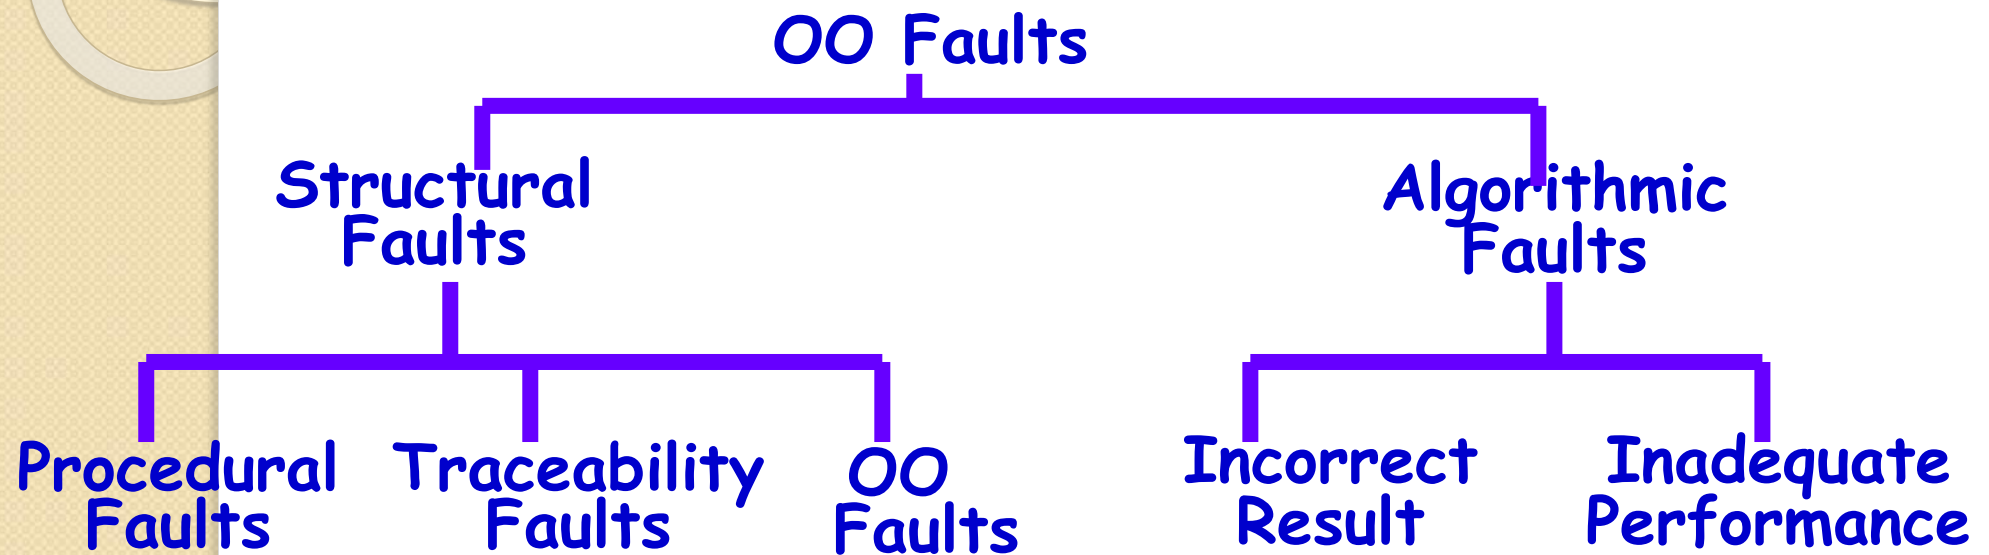 OO Faults
Structural
Faults
Algorithmic
Faults
Procedural
Faults
Traceability
Faults
OO
Faults
Incorrect
Result
Inadequate
Performance